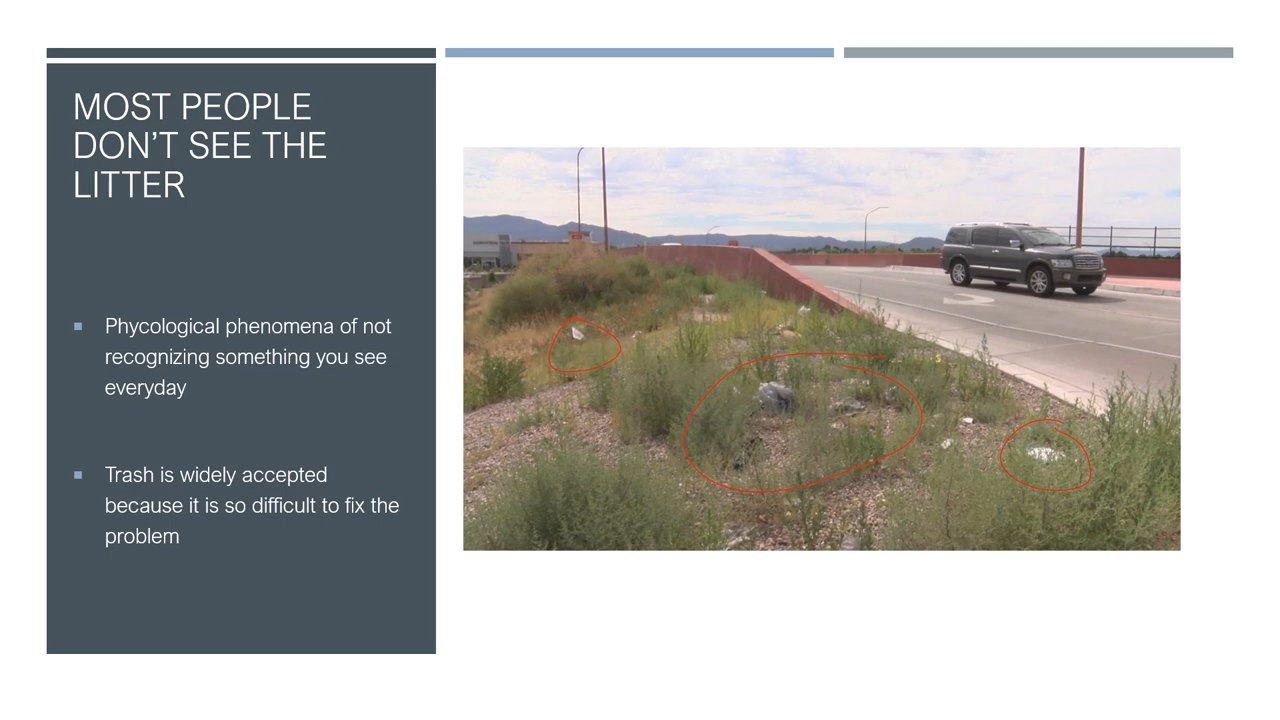 MOST PEOPLE
DON’T SEE THE
LITTER
Phycological phenomena of not
recognizing something you see
everyday
Trash is widely accepted
because it is so difficult to fix the
problem